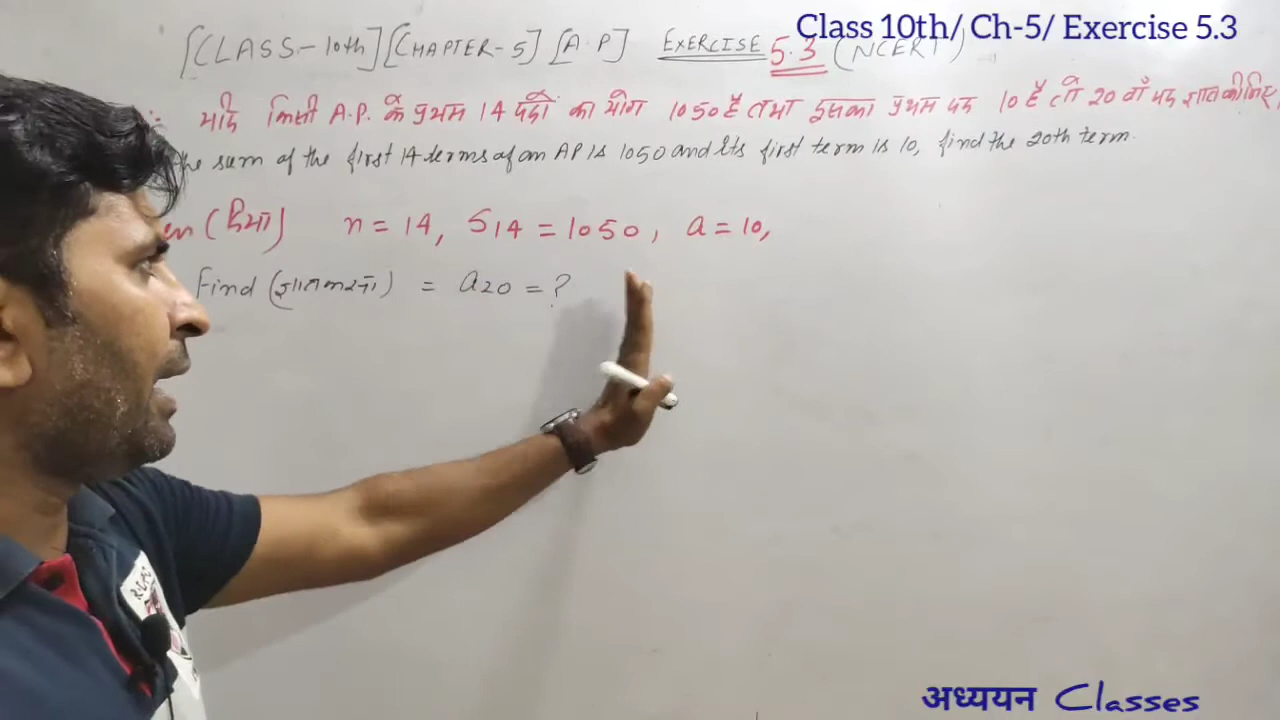 Class 10th/ Ch-5/ Exercise 5.3
[CLASS-10th] [CHAPTER-5] [A.P] EXERCISE 5.3 (NCERT)
यदि किसी A.P. के प्रथम 14 पदों का योग 1050 है तथा इसका प्रथम पद 10 है तो 20 वाँ पद ज्ञात कीजिए
the sum of the first 14 terms of an AP is 1050 and its first term is 10, find the 20th term.
en (दिया) n = 14, S14 = 1050, a = 10,
Find (ज्ञात करना) = a20 = ?
अध्ययन Classes